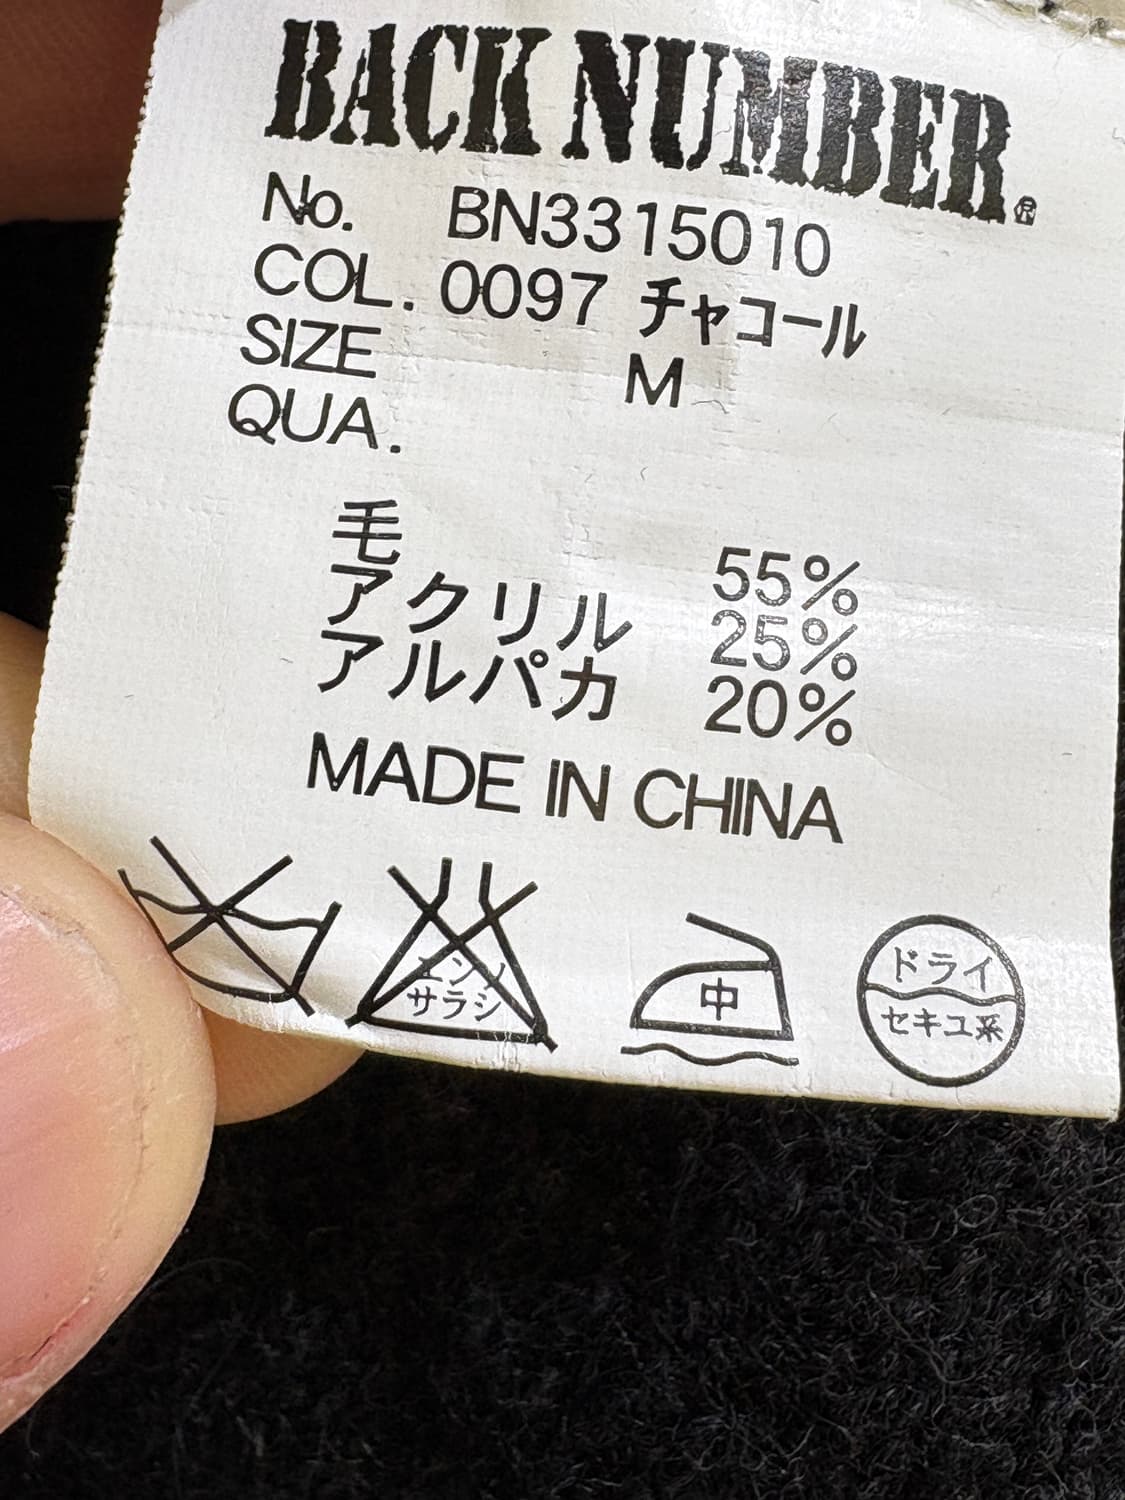 BACK NUMBER®
No. BN3315010
COL. 0097 チャコール
SIZE M
QUA.
毛 55%
アクリル 25%
アルパカ 20%
MADE IN CHINA
エンソ
サラシ
中
ドライ
セキユ系